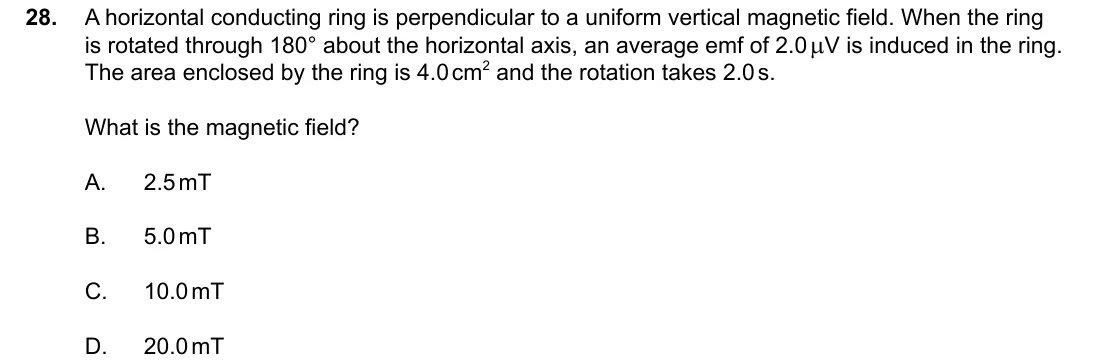 28. A horizontal conducting ring is perpendicular to a uniform vertical magnetic field. When the ring
is rotated through 180° about the horizontal axis, an average emf of 2.0 µV is induced in the ring.
The area enclosed by the ring is 4.0 cm² and the rotation takes 2.0 s.
What is the magnetic field?
A. 2.5 mT
B. 5.0 mT
C. 10.0 mT
D. 20.0 mT